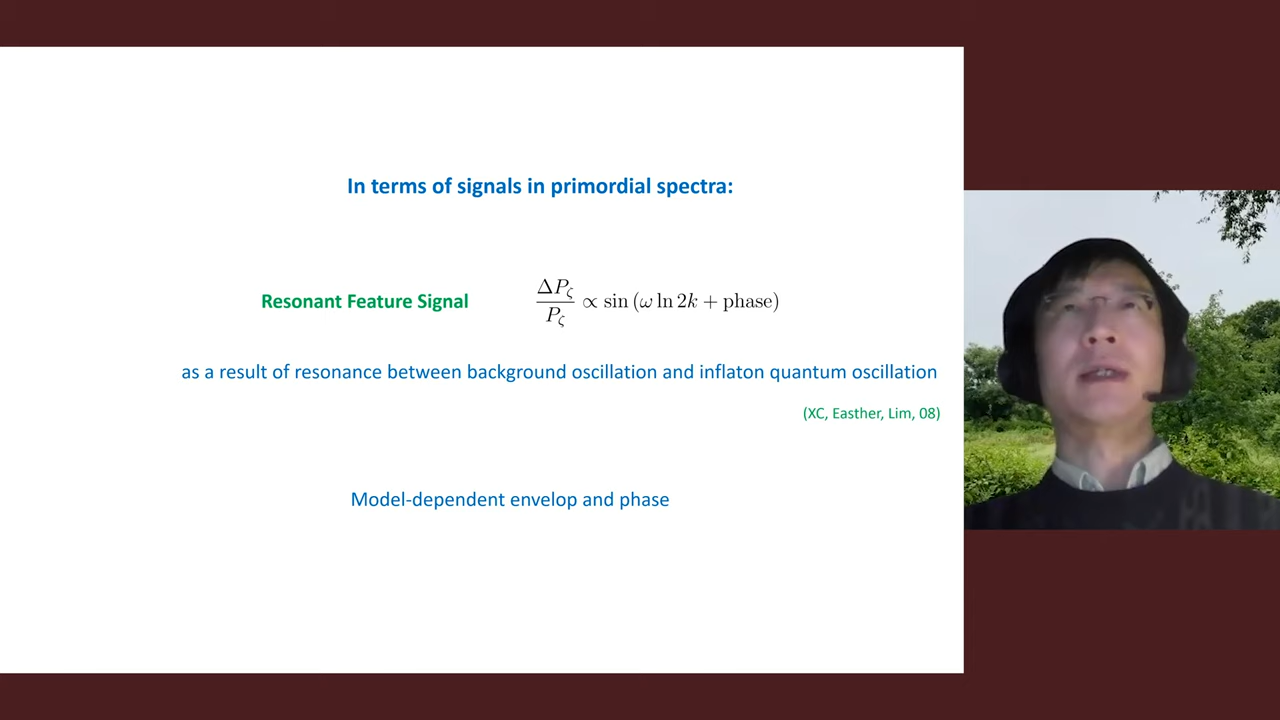 In terms of signals in primordial spectra:
Resonant Feature Signal
ΔP_ζ / P_ζ ∝ sin (ω ln 2k + phase)
as a result of resonance between background oscillation and inflaton quantum oscillation
(XC, Easther, Lim, 08)
Model-dependent envelop and phase